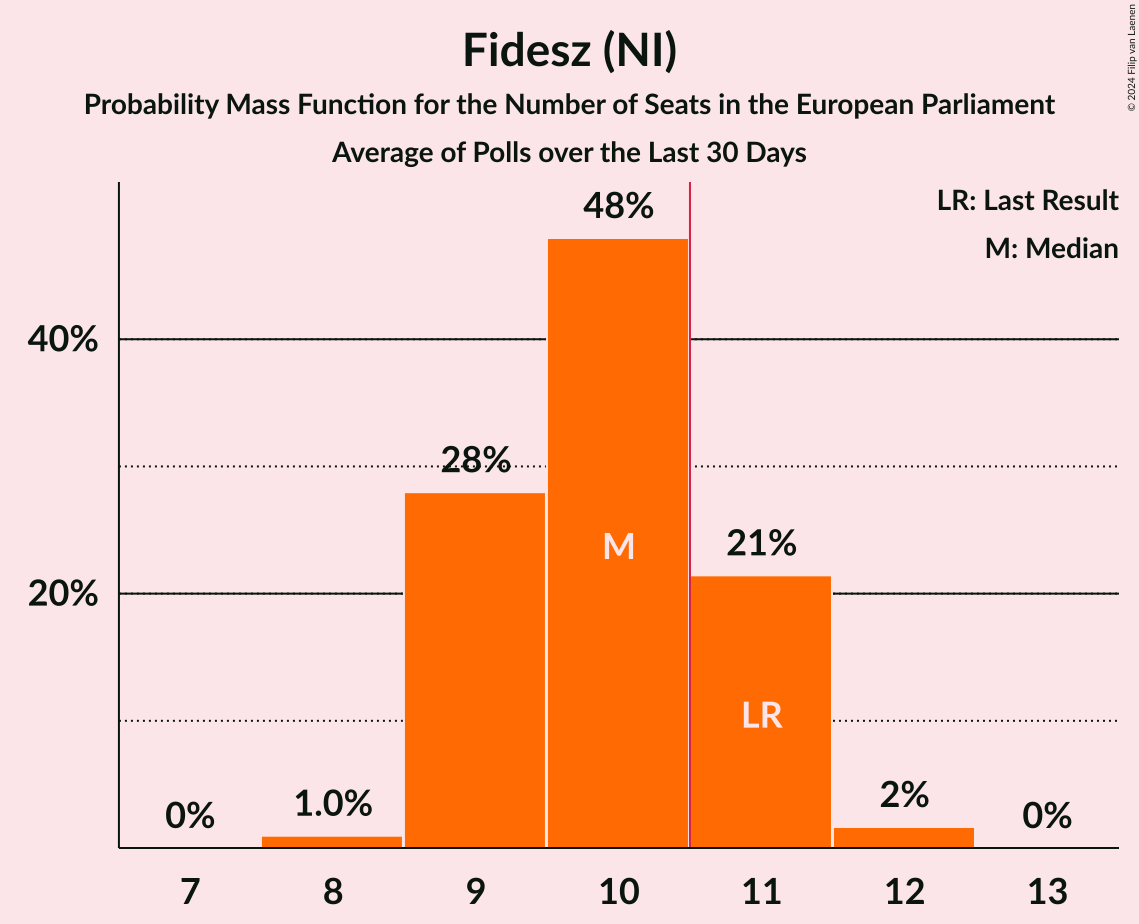 Fidesz (NI)
Probability Mass Function for the Number of Seats in the European Parliament
Average of Polls over the Last 30 Days
© 2024 Filip van Laenen
LR: Last Result
M: Median
48%
40%
28%
M
21%
20%
LR
0%
1.0%
2%
0%
7 8 9 10 11 12 13